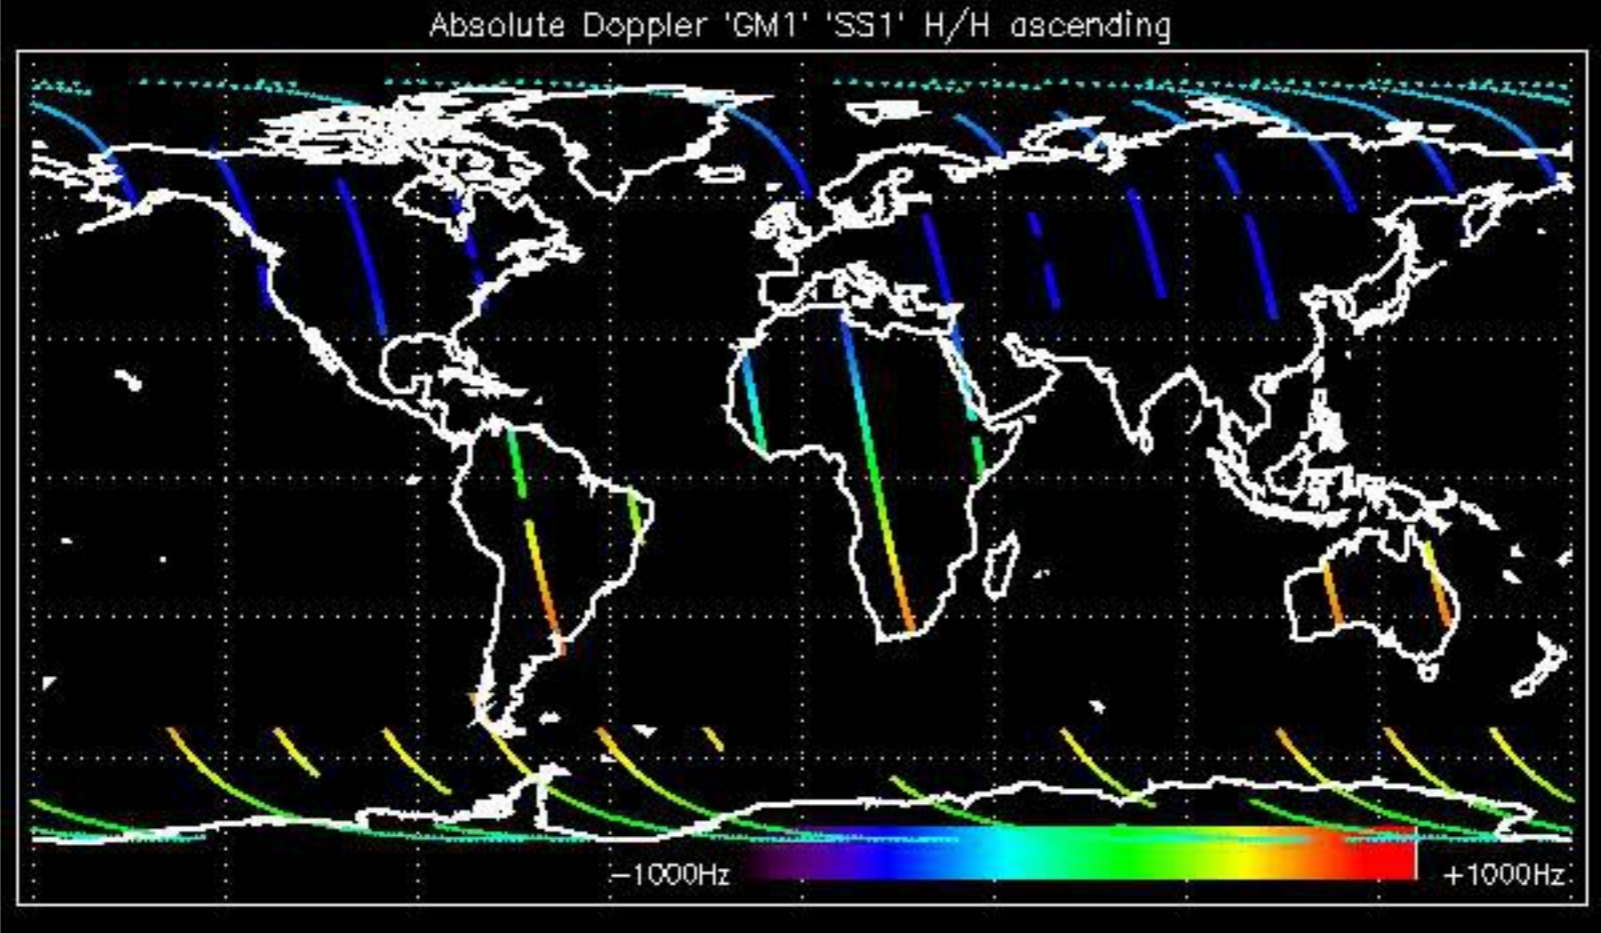 Absolute Doppler 'GM1' 'SS1' H/H ascending
−1000Hz +1000Hz